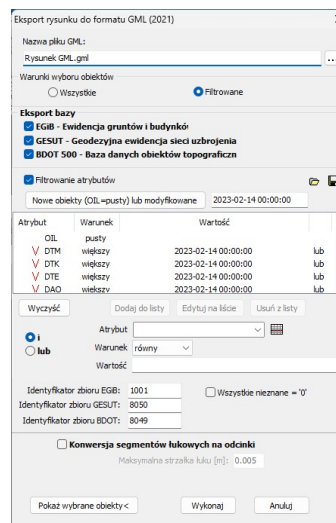 Eksport rysunku do formatu GML (2021)
Nazwa pliku GML:
Rysunek GML.gml
...
Warunki wyboru obiektów
Wszystkie Filtrowane
Eksport bazy
EGiB - Ewidencja gruntów i budynkó
GESUT - Geodezyjna ewidencja sieci uzbrojenia
BDOT 500 - Baza danych obiektów topograficzn
Filtrowanie atrybutów
Nowe obiekty (OIL=pusty) lub modyfikowane 2023-02-14 00:00:00
Atrybut Warunek Wartość
OIL pusty
V DTM większy 2023-02-14 00:00:00 lub
V DTK większy 2023-02-14 00:00:00 lub
V DTE większy 2023-02-14 00:00:00 lub
V DAO większy 2023-02-14 00:00:00 lub
Wyczyść Dodaj do listy Edytuj na liście Usuń z listy
i
lub
Atrybut
Warunek równy
Wartość
Identyfikator zbioru EGiB: 1001 Wszystkie nieznane = '0'
Identyfikator zbioru GESUT: 8050
Identyfikator zbioru BDOT: 8049
Konwersja segmentów łukowych na odcinki
Maksymalna strzałka łuku [m]: 0.005
Pokaż wybrane obiekty< Wykonaj Anuluj